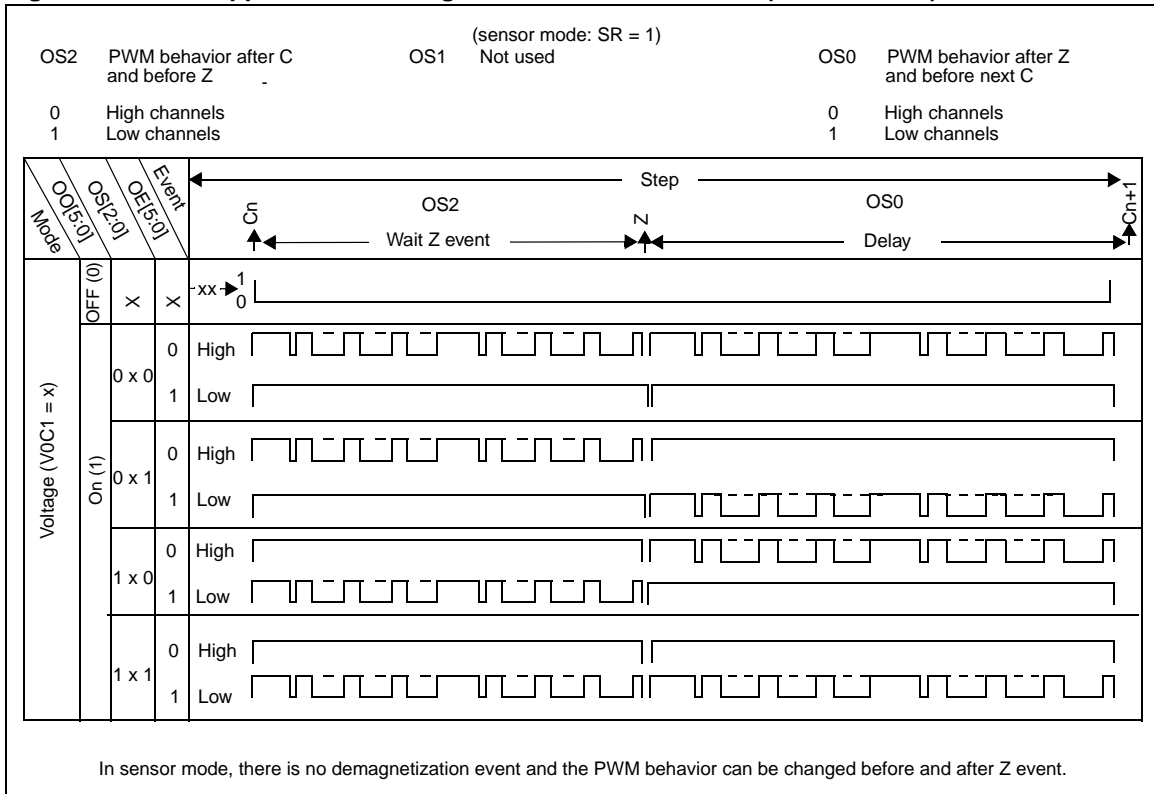 (sensor mode: SR = 1)
OS2 PWM behavior after C and before Z -
OS1 Not used
OS0 PWM behavior after Z and before next C
0 High channels
1 Low channels
0 High channels
1 Low channels
Mode OO[5:0] OS[2:0] OE[5:0] Event
Step
Cn OS2 Z OS0 Cn+1
Wait Z event Delay
Voltage (V0C1 = x)
OFF (0) X X xx 1 0
On (1)
0 x 0
0 High
1 Low
0 x 1
0 High
1 Low
1 x 0
0 High
1 Low
1 x 1
0 High
1 Low
In sensor mode, there is no demagnetization event and the PWM behavior can be changed before and after Z event.